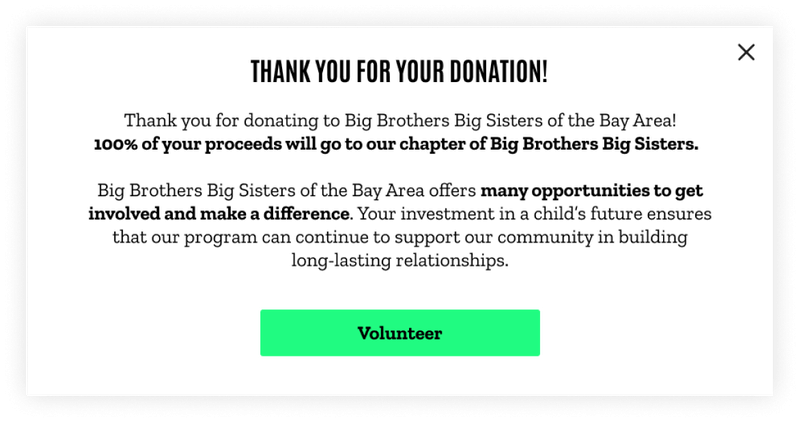 THANK YOU FOR YOUR DONATION!
Thank you for donating to Big Brothers Big Sisters of the Bay Area!
100% of your proceeds will go to our chapter of Big Brothers Big Sisters.
Big Brothers Big Sisters of the Bay Area offers many opportunities to get
involved and make a difference. Your investment in a child's future ensures
that our program can continue to support our community in building
long-lasting relationships.
Volunteer